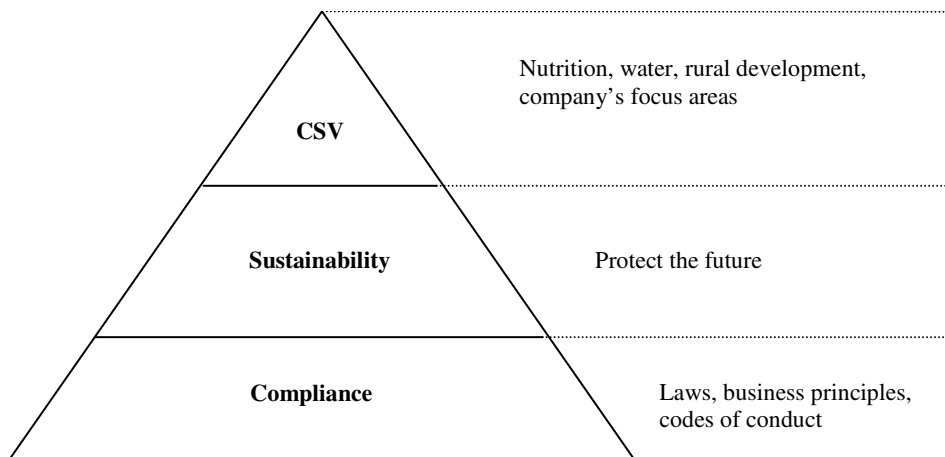 Nutrition, water, rural development,
company’s focus areas
CSV
Sustainability
Protect the future
Compliance
Laws, business principles,
codes of conduct